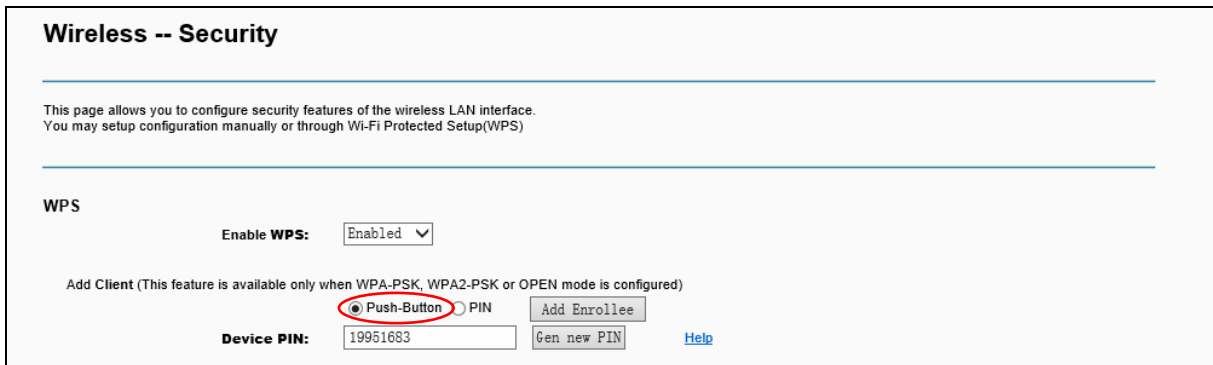 Wireless -- Security
This page allows you to configure security features of the wireless LAN interface.
You may setup configuration manually or through Wi-Fi Protected Setup(WPS)
WPS
Enable WPS: Enabled
Add Client (This feature is available only when WPA-PSK, WPA2-PSK or OPEN mode is configured)
Push-Button PIN Add Enrollee
Device PIN: 19951683 Gen new PIN Help